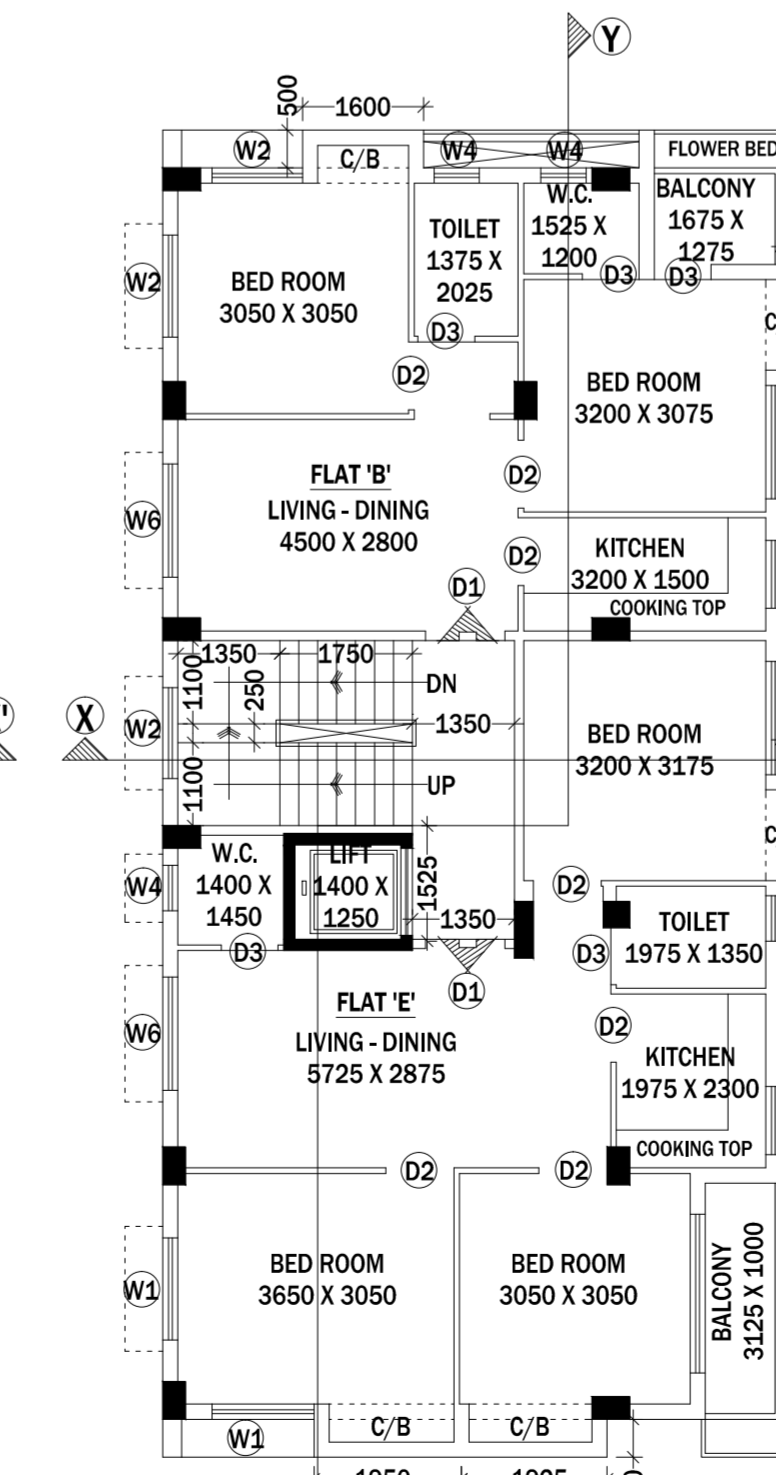 Y
500
1600
W2
C/B
W4
W4
FLOWER BED
W.C.
1525 X
1200
BALCONY
1675 X
1275
TOILET
1375 X
2025
D3
D3
W2
BED ROOM
3050 X 3050
D3
D2
BED ROOM
3200 X 3075
FLAT 'B'
LIVING - DINING
4500 X 2800
W6
D2
D2
KITCHEN
3200 X 1500
COOKING TOP
D1
1350
1750
1100
250
DN
1350
X
W2
BED ROOM
3200 X 3175
1100
UP
W.C.
1400 X
1450
LIFT
1400 X
1250
1525
1350
W4
D3
D2
TOILET
1975 X 1350
D3
D1
FLAT 'E'
LIVING - DINING
5725 X 2875
W6
D2
KITCHEN
1975 X 2300
COOKING TOP
D2
D2
BED ROOM
3650 X 3050
BED ROOM
3050 X 3050
BALCONY
3125 X 1000
W1
W1
C/B
C/B